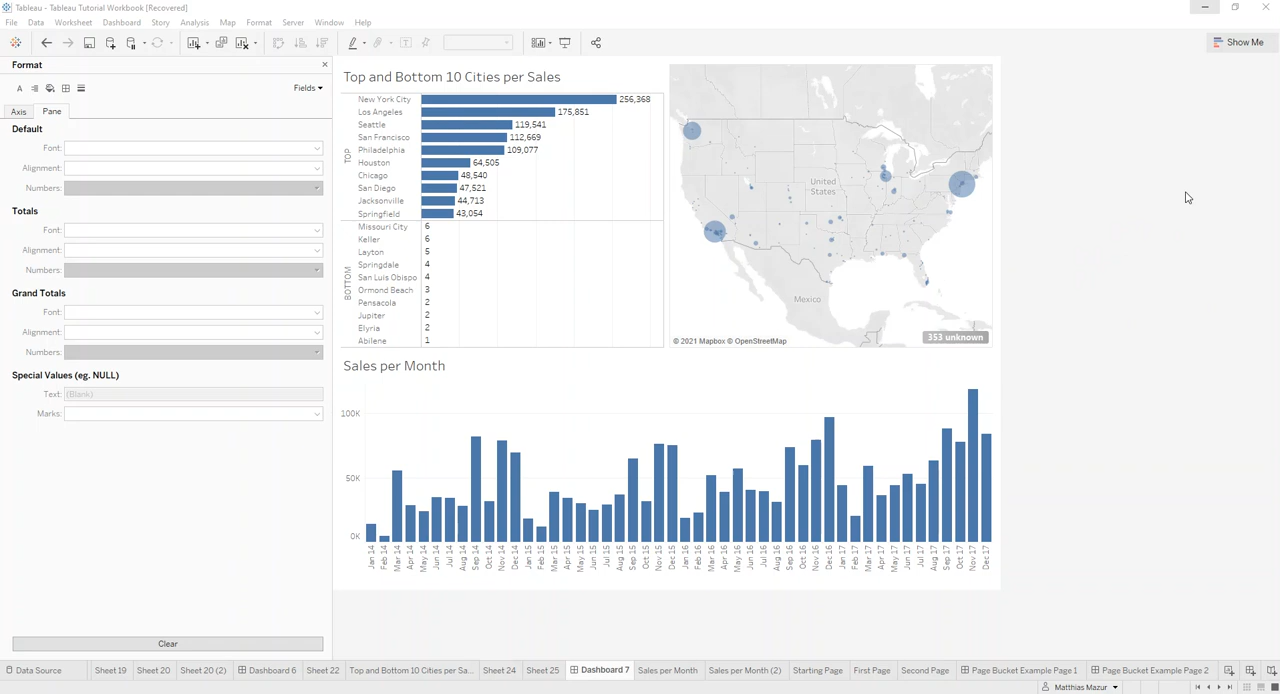 Tableau - Tableau Tutorial Workbook [Recovered]
File Data Worksheet Dashboard Story Analysis Map Format Server Window Help
Show Me
Format
Fields
Axis Pane
Default
Font:
Alignment:
Numbers:
Totals
Font:
Alignment:
Numbers:
Grand Totals
Font:
Alignment:
Numbers:
Special Values (eg. NULL)
Text: (Blank)
Marks:
Clear
Top and Bottom 10 Cities per Sales
TOP
New York City 256,368
Los Angeles 175,851
Seattle 119,541
San Francisco 112,669
Philadelphia 109,077
Houston 64,505
Chicago 48,540
San Diego 47,521
Jacksonville 44,713
Springfield 43,054
BOTTOM
Missouri City 6
Keller 6
Layton 5
Springdale 4
San Luis Obispo 4
Ormond Beach 3
Pensacola 2
Jupiter 2
Elyria 2
Abilene 1
United
States
Mexico
© 2021 Mapbox © OpenStreetMap
353 unknown
Sales per Month
100K
50K
0K
Jan 14 Feb 14 Mar 14 Apr 14 May 14 Jun 14 Jul 14 Aug 14 Sep 14 Oct 14 Nov 14 Dec 14 Jan 15 Feb 15 Mar 15 Apr 15 May 15 Jun 15 Jul 15 Aug 15 Sep 15 Oct 15 Nov 15 Dec 15 Jan 16 Feb 16 Mar 16 Apr 16 May 16 Jun 16 Jul 16 Aug 16 Sep 16 Oct 16 Nov 16 Dec 16 Jan 17 Feb 17 Mar 17 Apr 17 May 17 Jun 17 Jul 17 Aug 17 Sep 17 Oct 17 Nov 17 Dec 17
Data Source Sheet 19 Sheet 20 Sheet 20 (2) Dashboard 6 Sheet 22 Top and Bottom 10 Cities per Sa... Sheet 24 Sheet 25 Dashboard 7 Sales per Month Sales per Month (2) Starting Page First Page Second Page Page Bucket Example Page 1 Page Bucket Example Page 2
Matthias Mazur